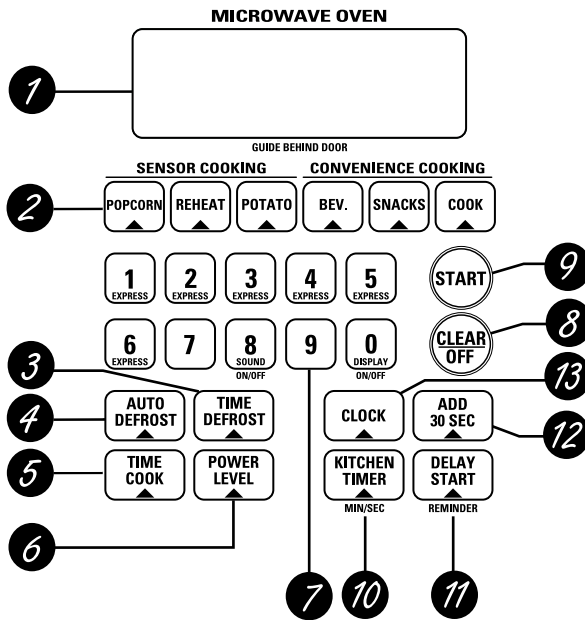 MICROWAVE OVEN
1
GUIDE BEHIND DOOR
SENSOR COOKING CONVENIENCE COOKING
2 POPCORN REHEAT POTATO BEV. SNACKS COOK
1 2 3 4 5 START 9
EXPRESS EXPRESS EXPRESS EXPRESS EXPRESS
6 7 8 9 0 CLEAR 8
EXPRESS SOUND DISPLAY OFF
ON/OFF ON/OFF
3 13
4 AUTO TIME CLOCK ADD 12
DEFROST DEFROST 30 SEC
5 TIME POWER KITCHEN DELAY
COOK LEVEL TIMER START
MIN/SEC REMINDER
6 7 10 11